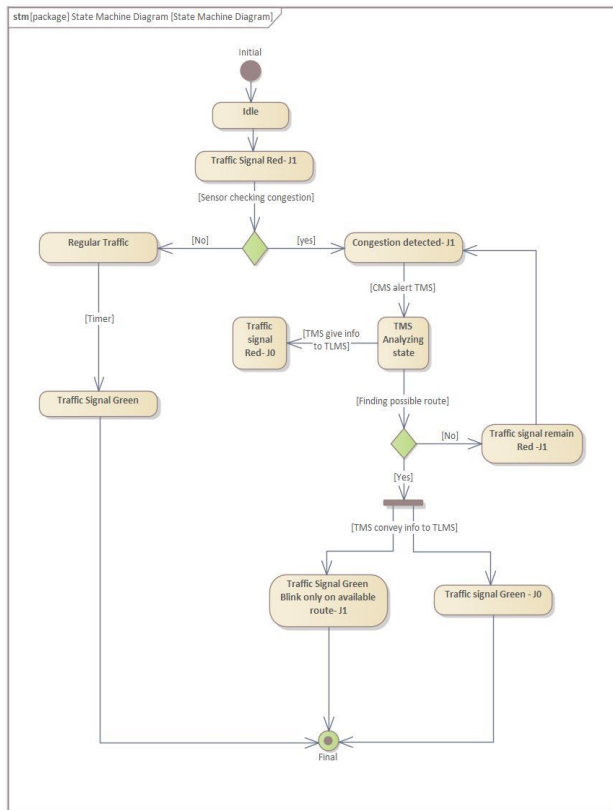 stm [package] State Machine Diagram [State Machine Diagram]
Initial
Idle
Traffic Signal Red- J1
[Sensor checking congestion]
Regular Traffic
[No]
[yes]
Congestion detected- J1
[CMS alert TMS]
[Timer]
Traffic
signal
Red- J0
[TMS give info
to TLMS]
TMS
Analyzing
state
Traffic Signal Green
[Finding possible route]
[No]
Traffic signal remain
Red -J1
[Yes]
[TMS convey info to TLMS]
Traffic Signal Green
Blink only on available
route- J1
Traffic signal Green - J0
Final